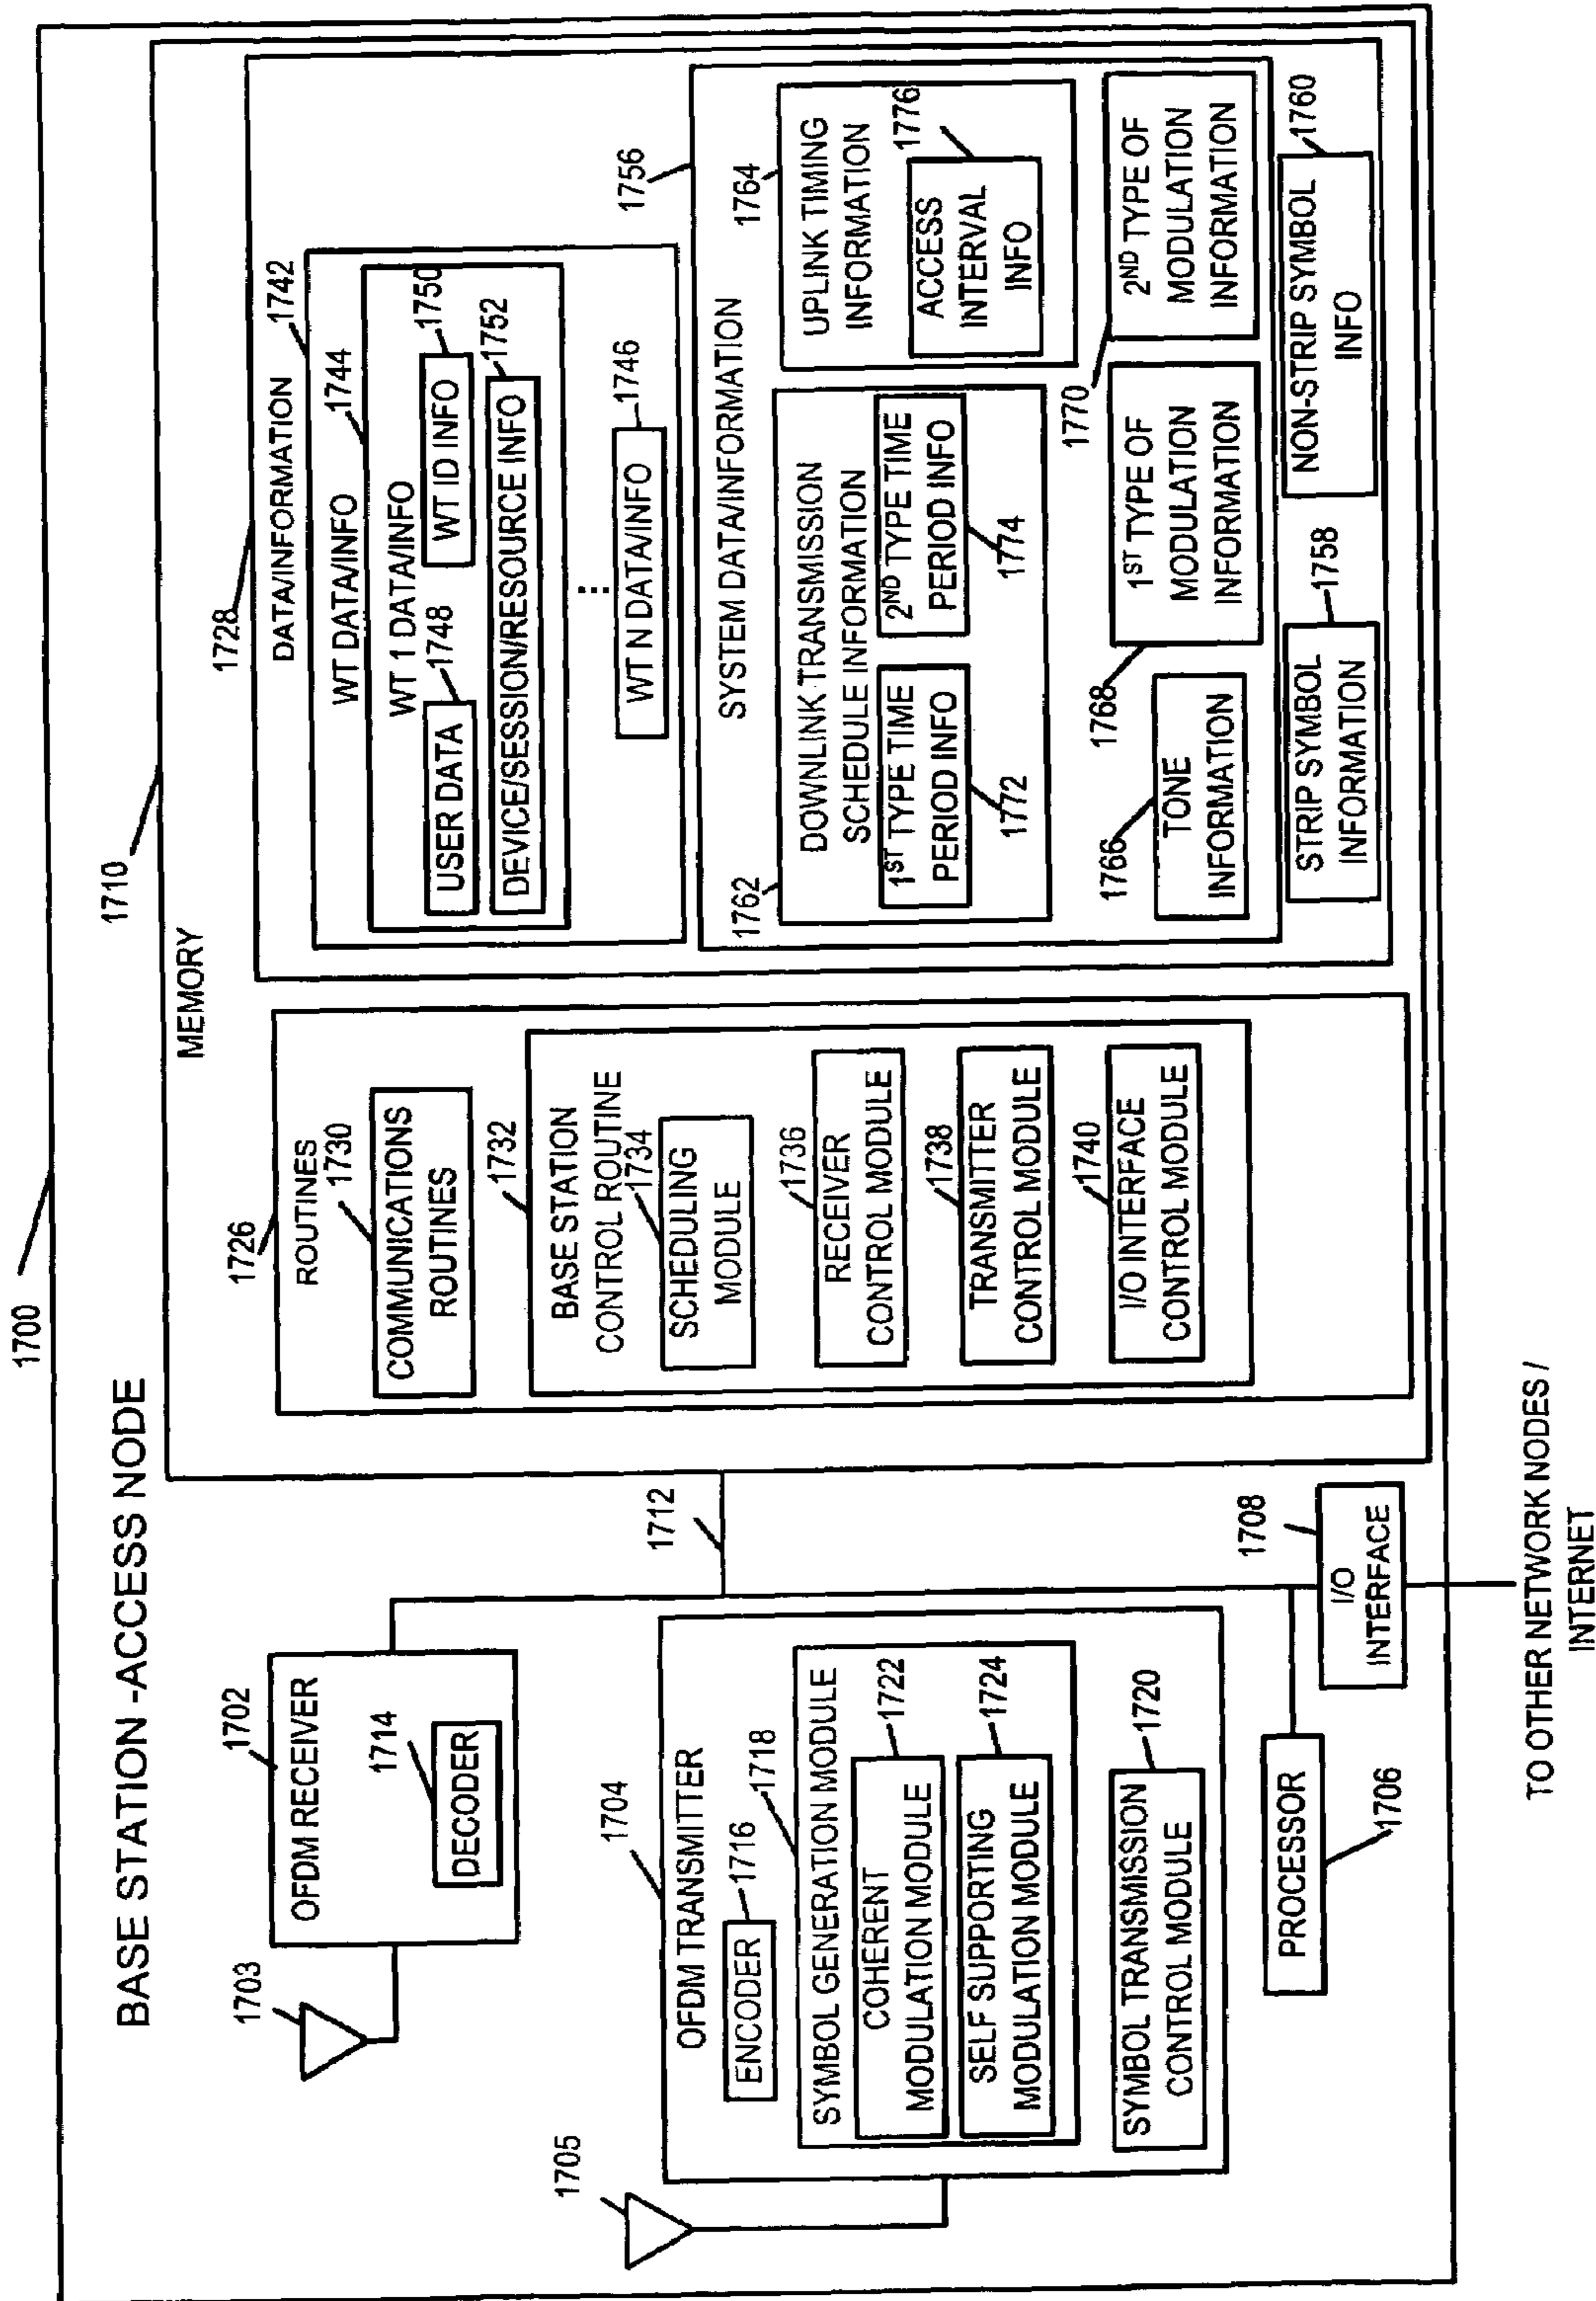 1700
BASE STATION -ACCESS NODE
1703
1702
OFDM RECEIVER
1714
DECODER
1705
1704
OFDM TRANSMITTER
ENCODER
1716
1718
SYMBOL GENERATION MODULE
COHERENT
MODULATION MODULE
1722
SELF SUPPORTING
MODULATION MODULE
1724
SYMBOL TRANSMISSION
CONTROL MODULE
1720
1712
PROCESSOR
1706
1708
I/O
INTERFACE
TO OTHER NETWORK NODES /
INTERNET
1710
MEMORY
1726
ROUTINES
1730
COMMUNICATIONS
ROUTINES
1732
BASE STATION
CONTROL ROUTINE
1734
SCHEDULING
MODULE
1736
RECEIVER
CONTROL MODULE
1738
TRANSMITTER
CONTROL MODULE
1740
I/O INTERFACE
CONTROL MODULE
1728
DATA/INFORMATION
1742
WT DATA/INFO
1744
WT 1 DATA/INFO
1750
USER DATA
1748
WT ID INFO
1752
DEVICE/SESSION/RESOURCE INFO
...
WT N DATA/INFO
1746
1756
SYSTEM DATA/INFORMATION
1762
DOWNLINK TRANSMISSION
SCHEDULE INFORMATION
1ST TYPE TIME
PERIOD INFO
1772
2ND TYPE TIME
PERIOD INFO
1774
1764
UPLINK TIMING
INFORMATION
1776
ACCESS
INTERVAL
INFO
1766
TONE
INFORMATION
1768
1ST TYPE OF
MODULATION
INFORMATION
1770
2ND TYPE OF
MODULATION
INFORMATION
STRIP SYMBOL
INFORMATION
1758
NON-STRIP SYMBOL
INFO
1760